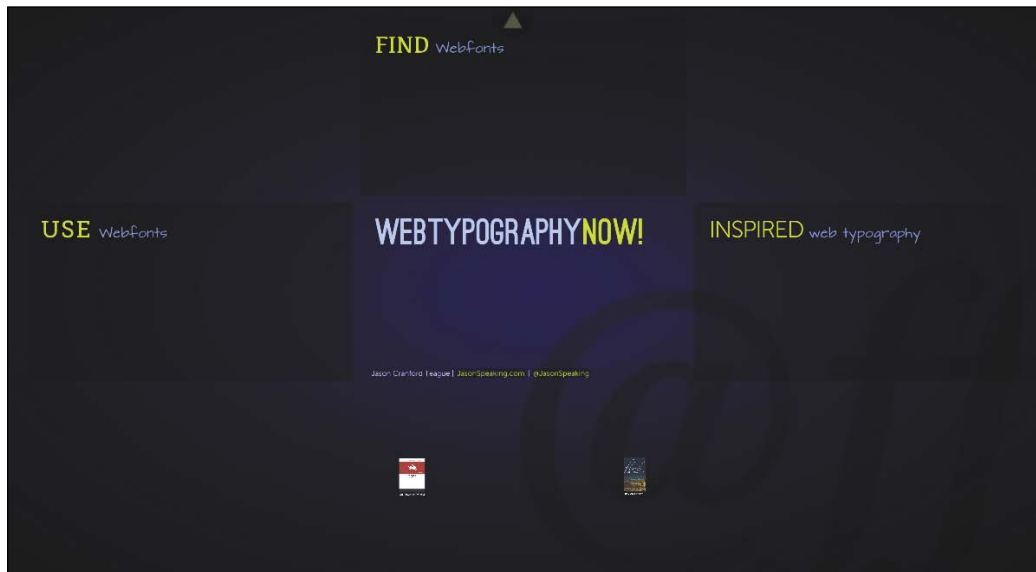 FIND Webfonts
USE Webfonts
WEBTYPOGRAPHYNOW!
INSPIRED web typography
Jason Cranford Teague | JasonSpeaking.com | @JasonSpeaking
@f